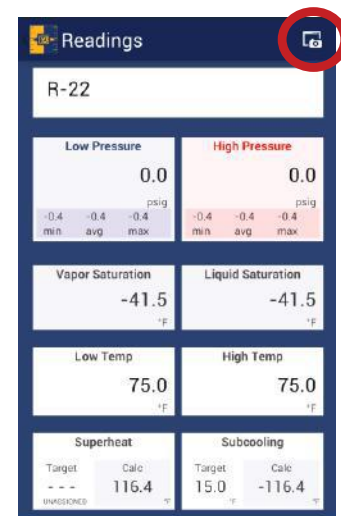 Readings
R-22
Low Pressure
0.0
psig
-0.4 -0.4 -0.4
min avg max
High Pressure
0.0
psig
-0.4 -0.4 -0.4
min avg max
Vapor Saturation
-41.5
°F
Liquid Saturation
-41.5
°F
Low Temp
75.0
°F
High Temp
75.0
°F
Superheat
Target Calc
- - - 116.4
UNASSIGNED °F
Subcooling
Target Calc
15.0 -116.4
°F °F